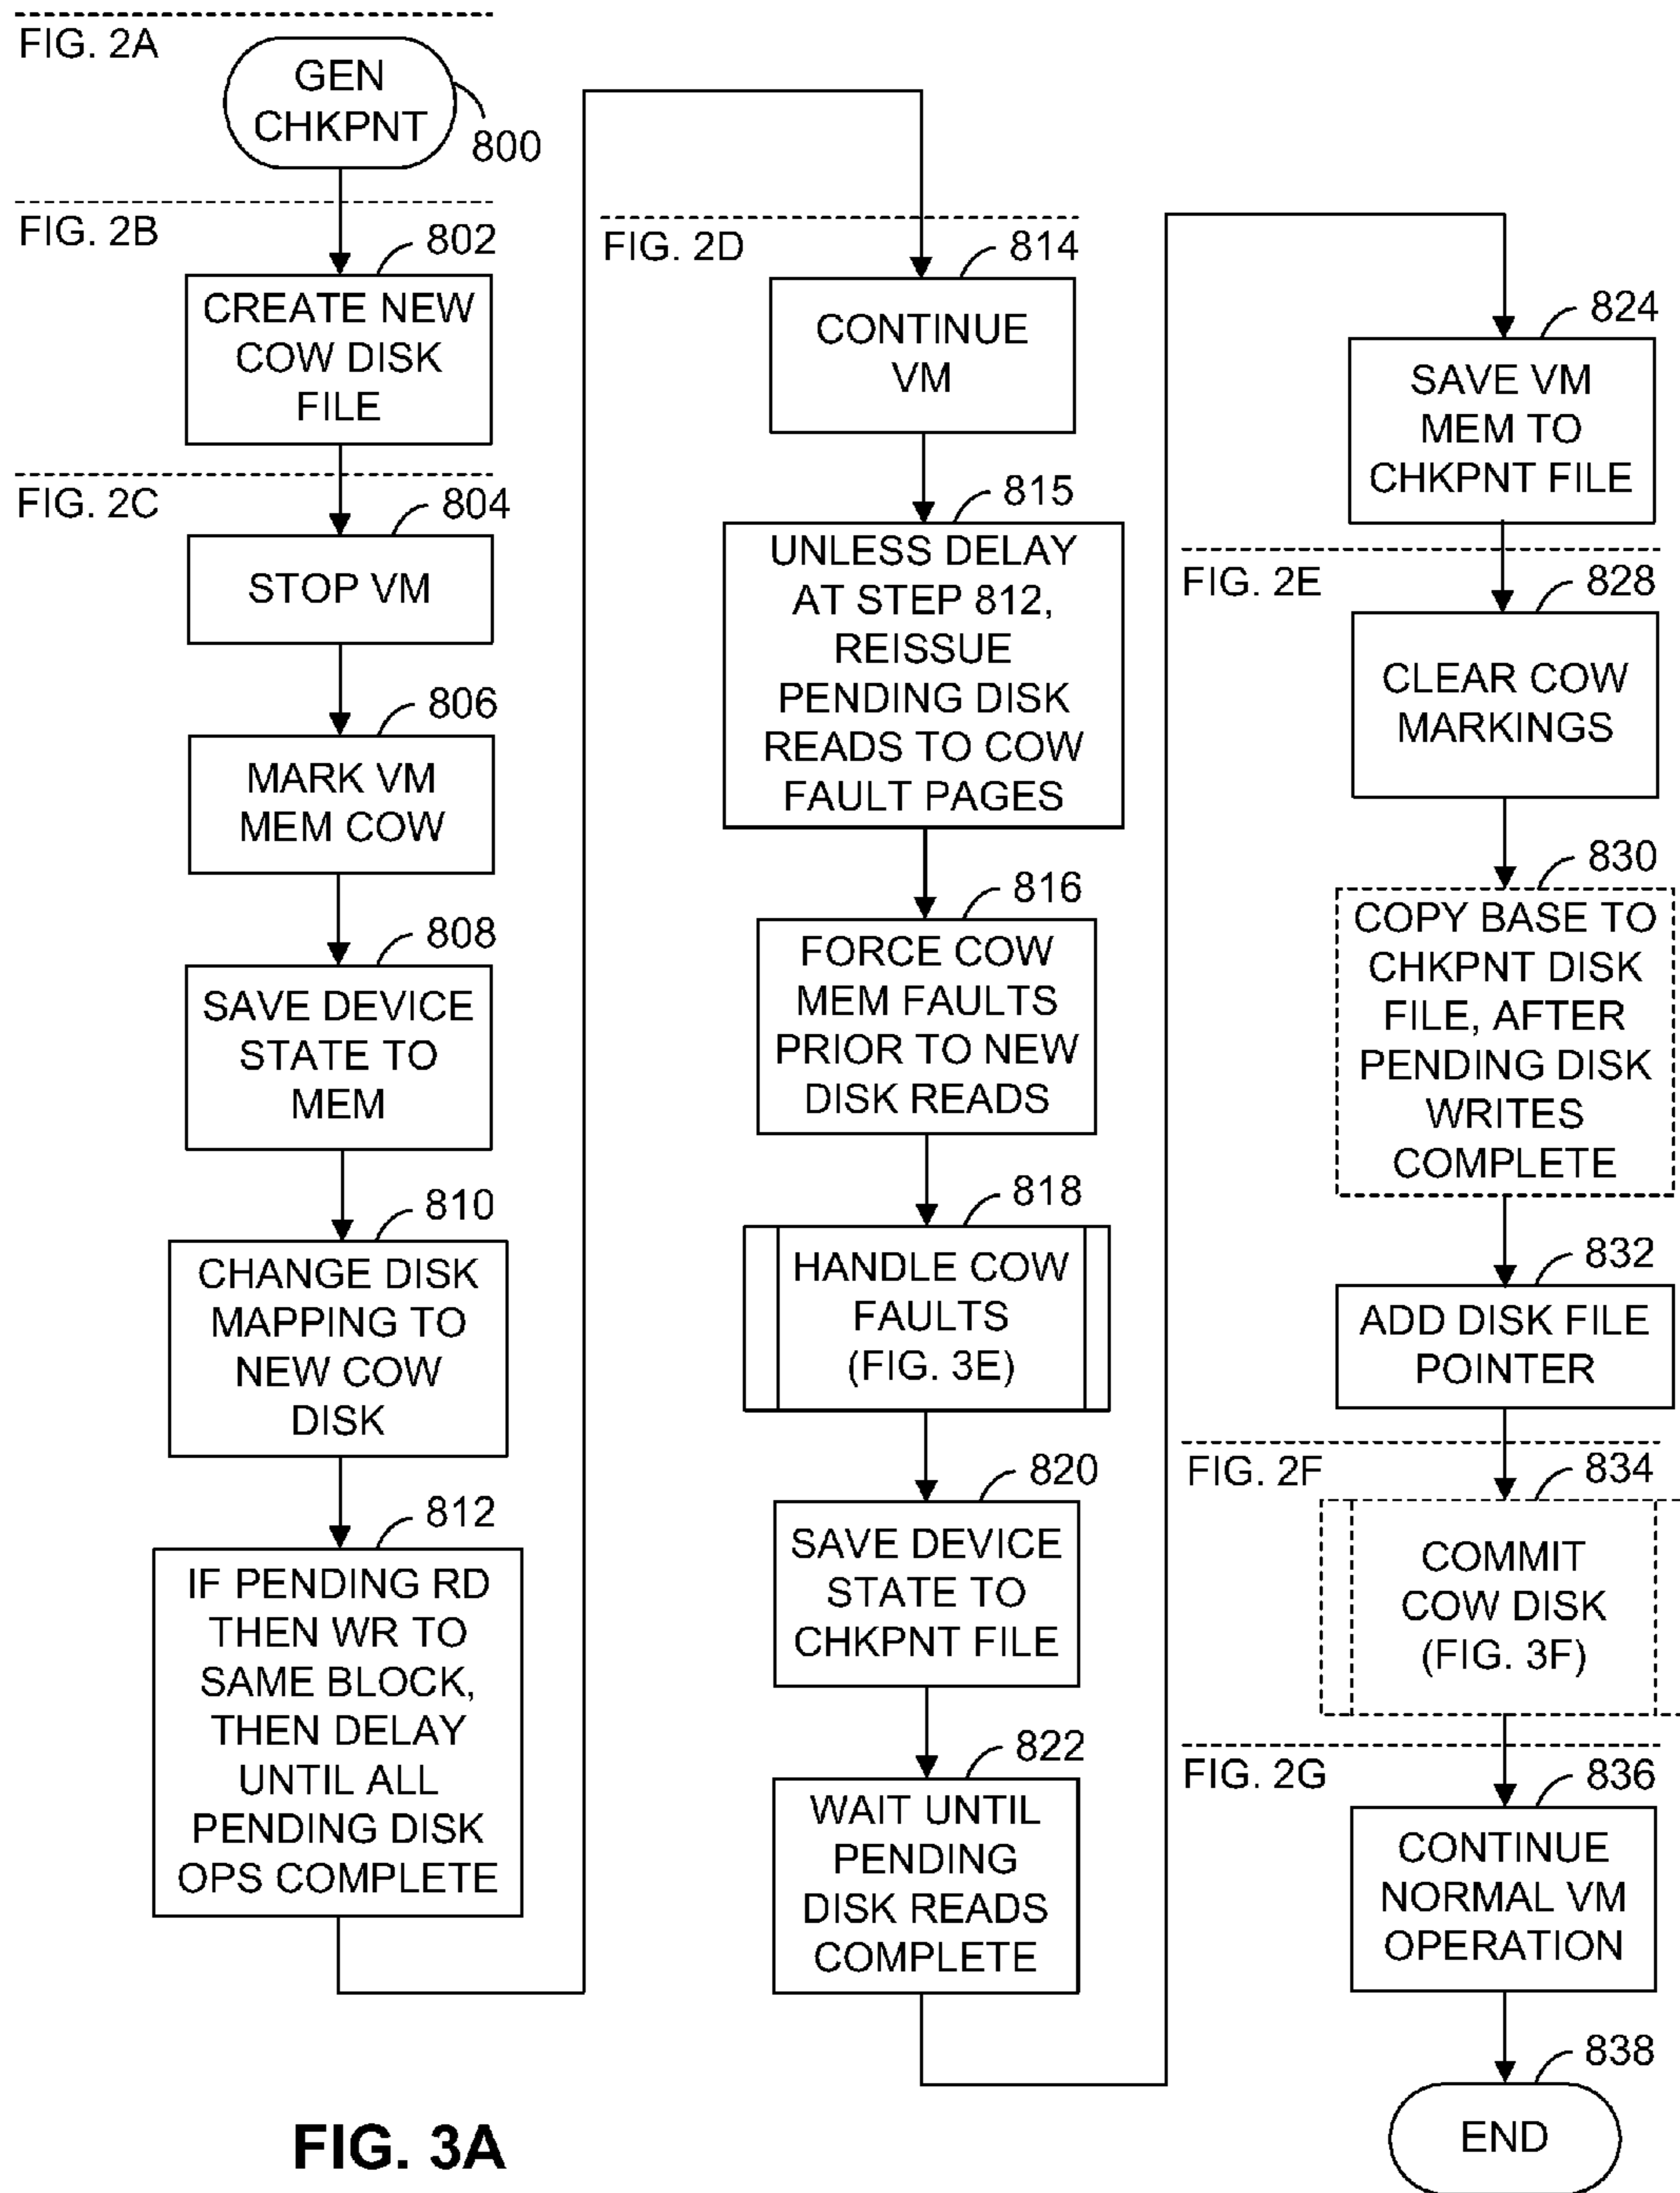 FIG. 2A
GEN
CHKPNT
800
FIG. 2B
802
CREATE NEW
COW DISK
FILE
FIG. 2C
804
STOP VM
806
MARK VM
MEM COW
808
SAVE DEVICE
STATE TO
MEM
810
CHANGE DISK
MAPPING TO
NEW COW
DISK
812
IF PENDING RD
THEN WR TO
SAME BLOCK,
THEN DELAY
UNTIL ALL
PENDING DISK
OPS COMPLETE
FIG. 2D
814
CONTINUE
VM
815
UNLESS DELAY
AT STEP 812,
REISSUE
PENDING DISK
READS TO COW
FAULT PAGES
816
FORCE COW
MEM FAULTS
PRIOR TO NEW
DISK READS
818
HANDLE COW
FAULTS
(FIG. 3E)
820
SAVE DEVICE
STATE TO
CHKPNT FILE
822
WAIT UNTIL
PENDING
DISK READS
COMPLETE
824
SAVE VM
MEM TO
CHKPNT FILE
FIG. 2E
828
CLEAR COW
MARKINGS
830
COPY BASE TO
CHKPNT DISK
FILE, AFTER
PENDING DISK
WRITES
COMPLETE
832
ADD DISK FILE
POINTER
FIG. 2F
834
COMMIT
COW DISK
(FIG. 3F)
FIG. 2G
836
CONTINUE
NORMAL VM
OPERATION
838
END
FIG. 3A